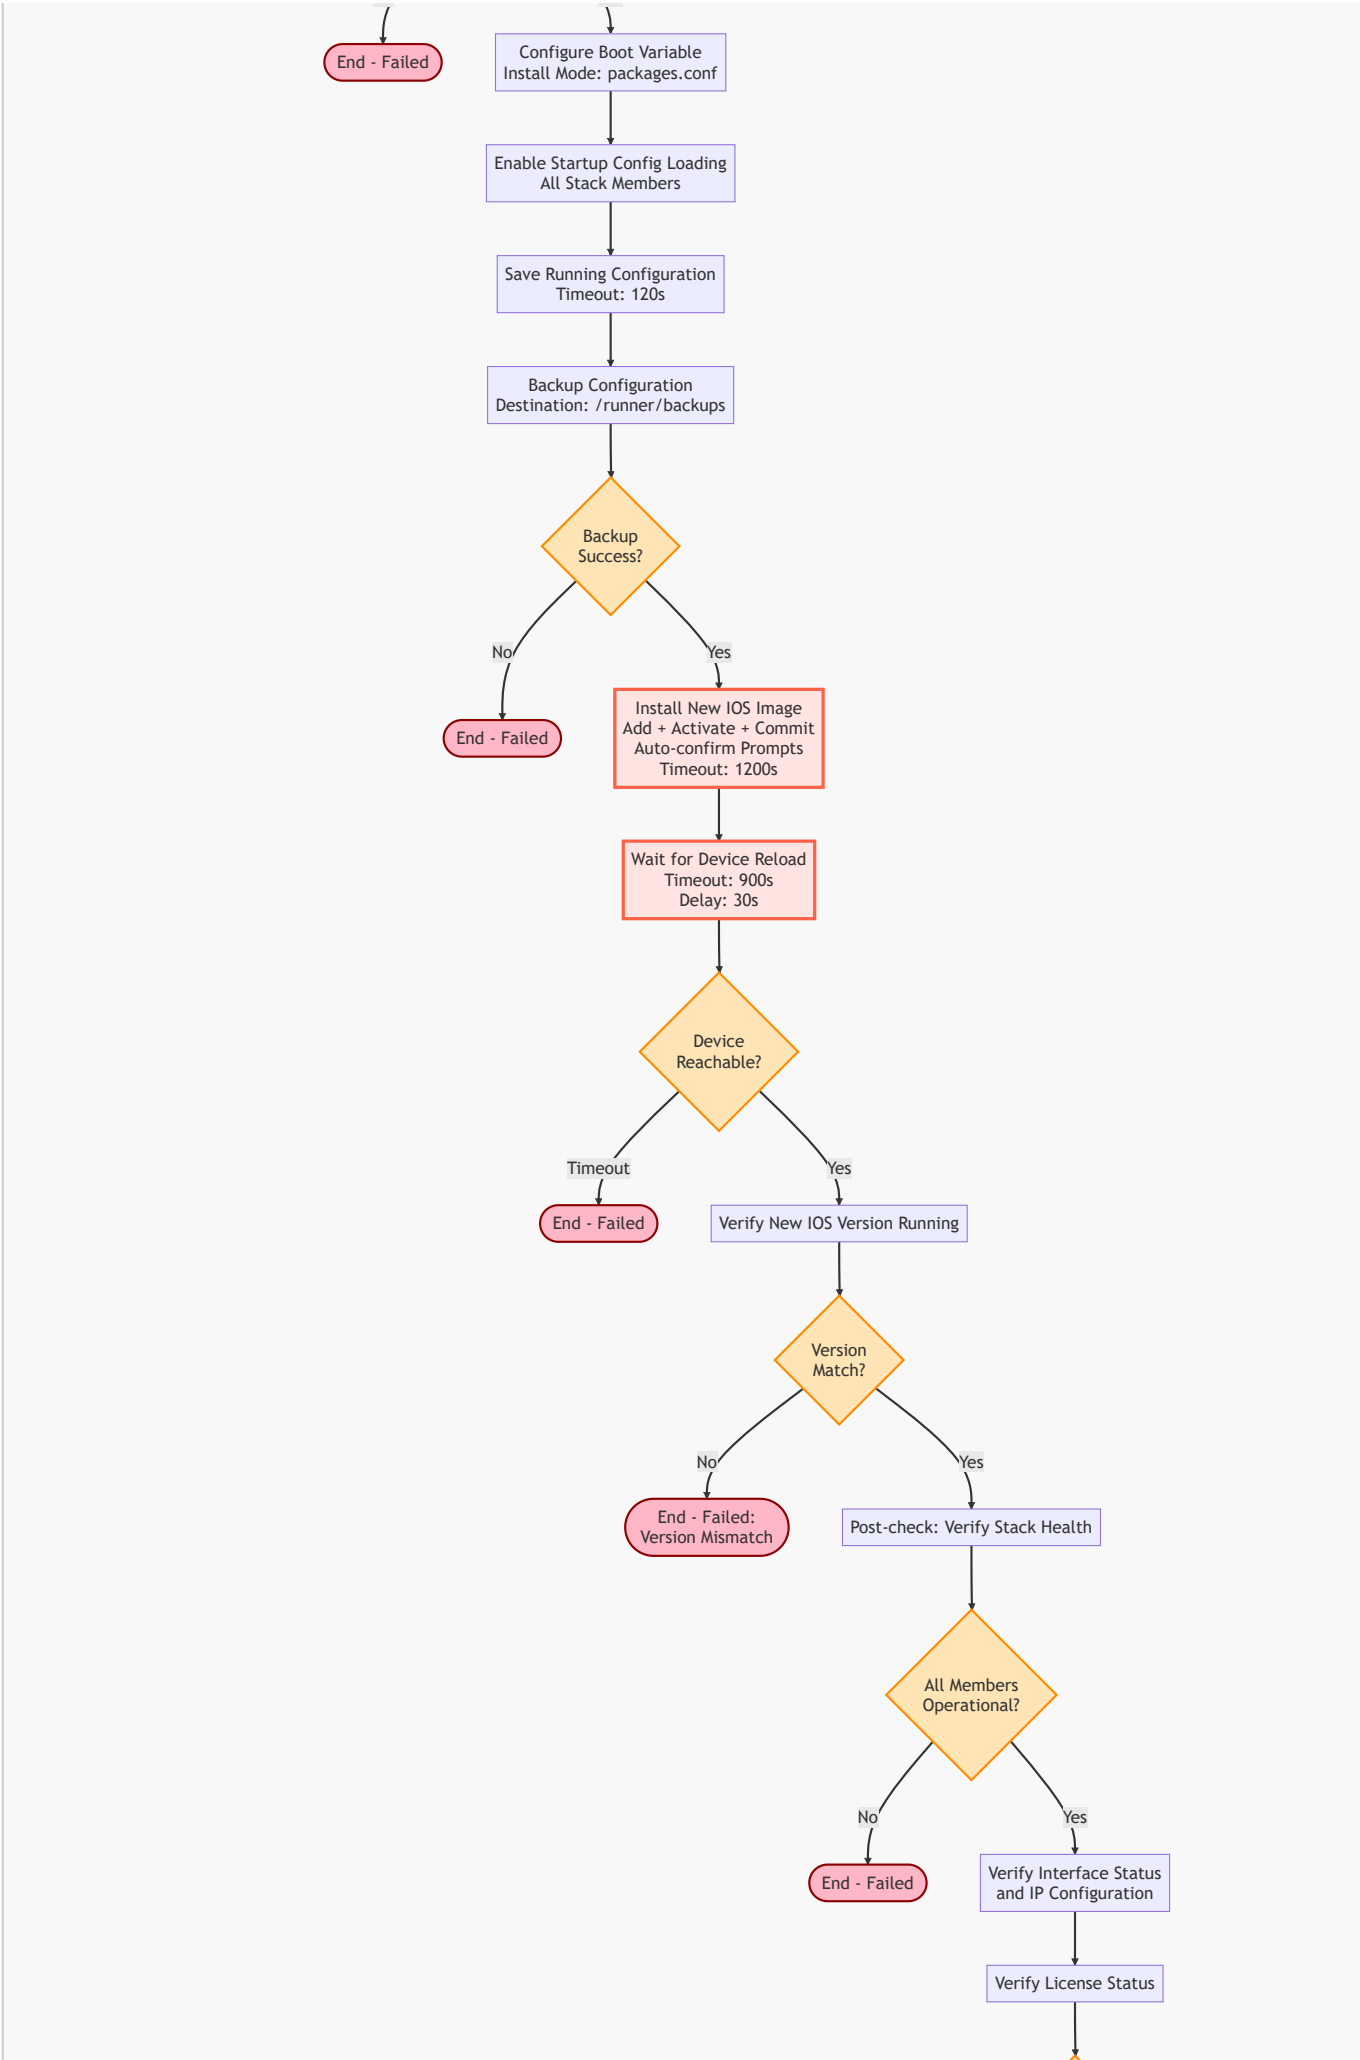 End - Failed
Configure Boot Variable
Install Mode: packages.conf
Enable Startup Config Loading
All Stack Members
Save Running Configuration
Timeout: 120s
Backup Configuration
Destination: /runner/backups
Backup
Success?
No
Yes
End - Failed
Install New IOS Image
Add + Activate + Commit
Auto-confirm Prompts
Timeout: 1200s
Wait for Device Reload
Timeout: 900s
Delay: 30s
Device
Reachable?
Timeout
Yes
End - Failed
Verify New IOS Version Running
Version
Match?
No
Yes
End - Failed:
Version Mismatch
Post-check: Verify Stack Health
All Members
Operational?
No
Yes
End - Failed
Verify Interface Status
and IP Configuration
Verify License Status